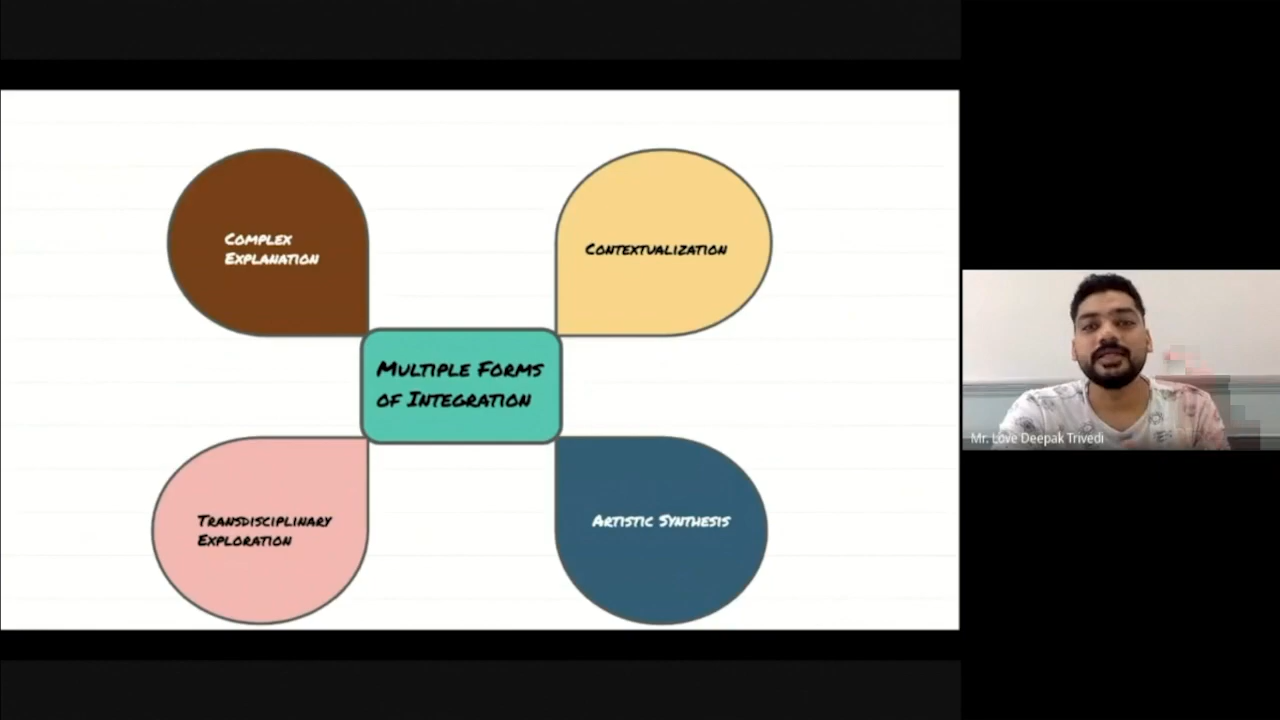 Complex
Explanation
Contextualization
Multiple Forms
of Integration
Transdisciplinary
Exploration
Artistic Synthesis
Mr. Love Deepak Trivedi